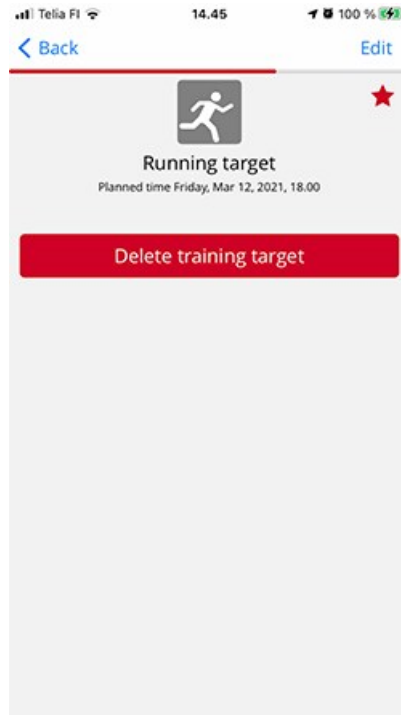 Telia FI 14.45 100 %
Back Edit
Running target
Planned time Friday, Mar 12, 2021, 18.00
Delete training target